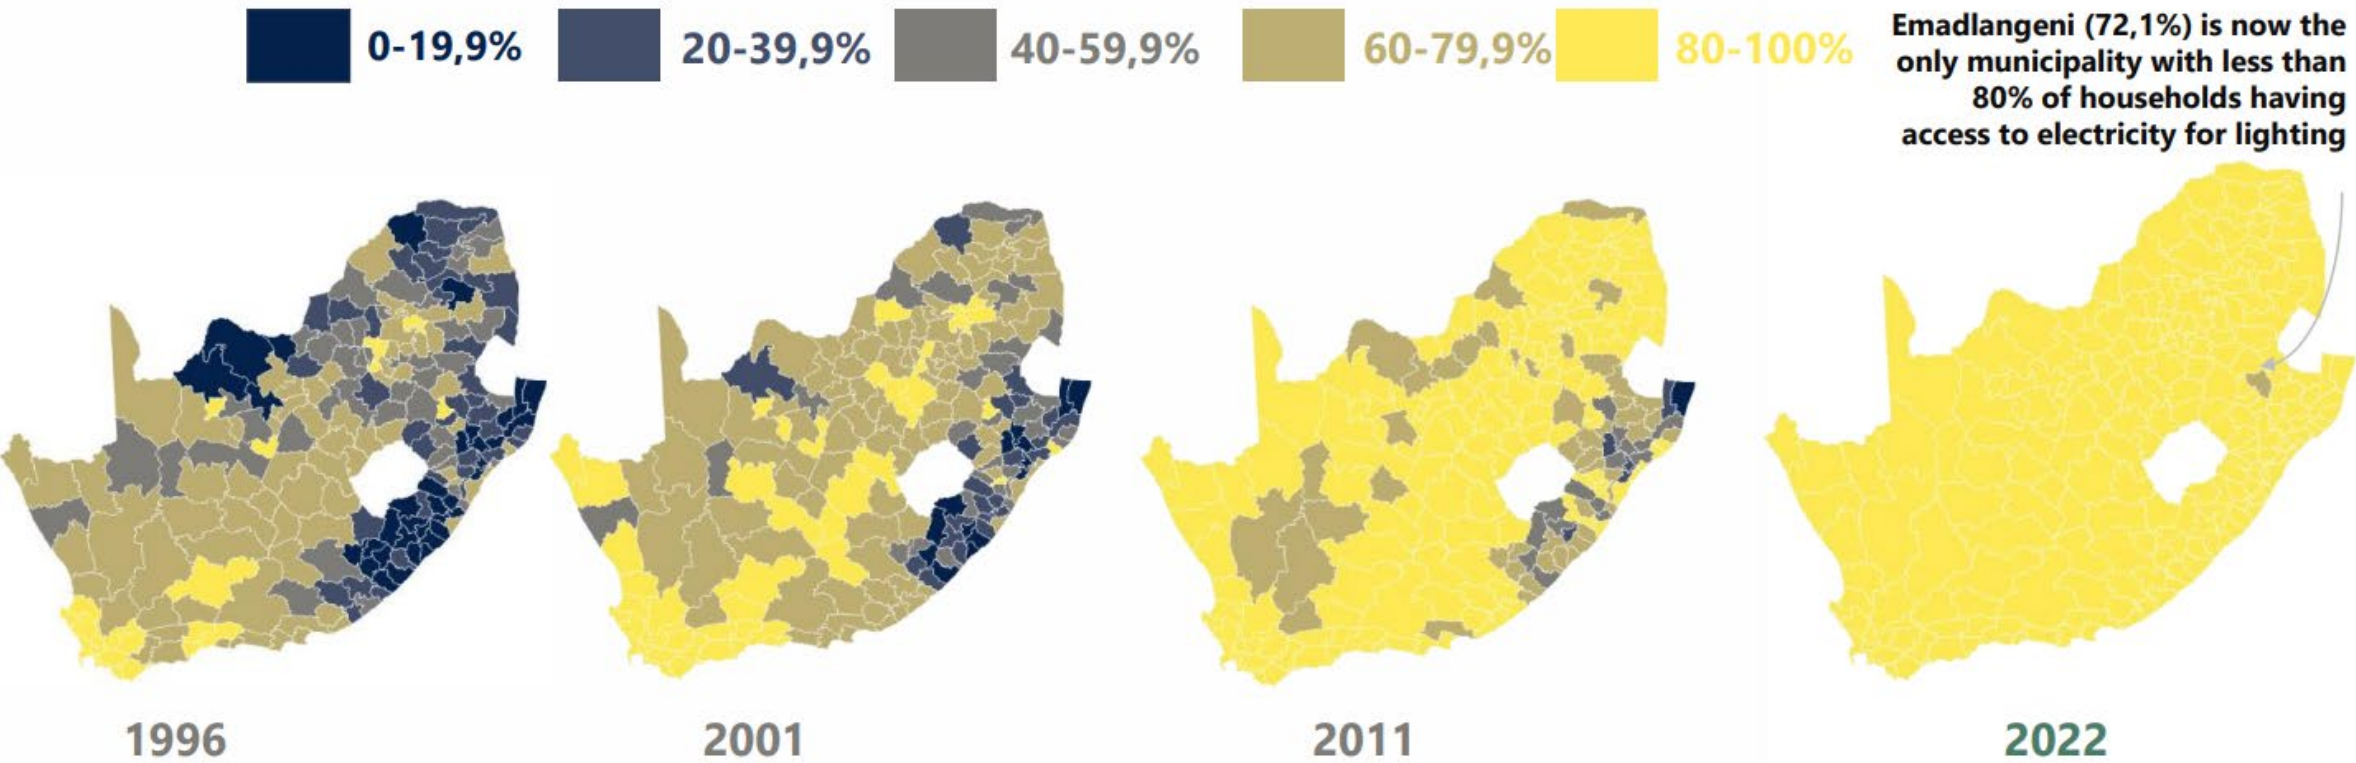 0-19,9%
20-39,9%
40-59,9%
60-79,9%
80-100%
Emadlangeni (72,1%) is now the
only municipality with less than
80% of households having
access to electricity for lighting
1996
2001
2011
2022